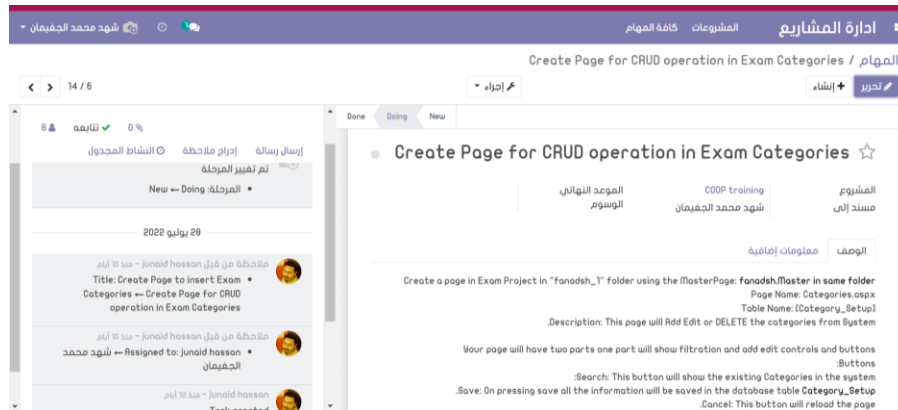 ادارة المشاريع
المشروعات
كافة المهام
شهد محمد الجفيمان
المهام / Create Page for CRUD operation in Exam Categories
تحرير
+ إنشاء
إجراء
14 / 6
Done
Doing
New
Create Page for CRUD operation in Exam Categories
المشروع
COOP training
الموعد النهائي
مسند إلى
شهد محمد الجفيمان
الوسوم
الوصف
معلومات إضافية
Create a page in Exam Project in "fanadsh_1" folder using the MasterPage: fanadsh.Master in same folder
Page Name: Categories.aspx
Table Name: [Category_Setup]
.Description: This page will Add Edit or DELETE the categories from System
Your page will have two parts one part will show filtration and add edit controls and buttons
:Buttons
:Search: This button will show the existing Categories in the system
.Save: On pressing save all the information will be saved in the database table Category_Setup
.Cancel: This button will reload the page
0
تتابعه
8
إرسال رسالة
إدراج ملاحظة
النشاط المجدول
تم تغيير المرحلة
• المرحلة: New ← Doing
28 يوليو 2022
ملاحظة من قبل junaid hassan - منذ 10 أيام
• Title: Create Page to insert Exam
Categories ← Create Page for CRUD
operation in Exam Categories
ملاحظة من قبل junaid hassan - منذ 10 أيام
• Assigned to: junaid hassan ← شهد محمد
الجفيمان
junaid hassan - منذ 10 أيام
Task created